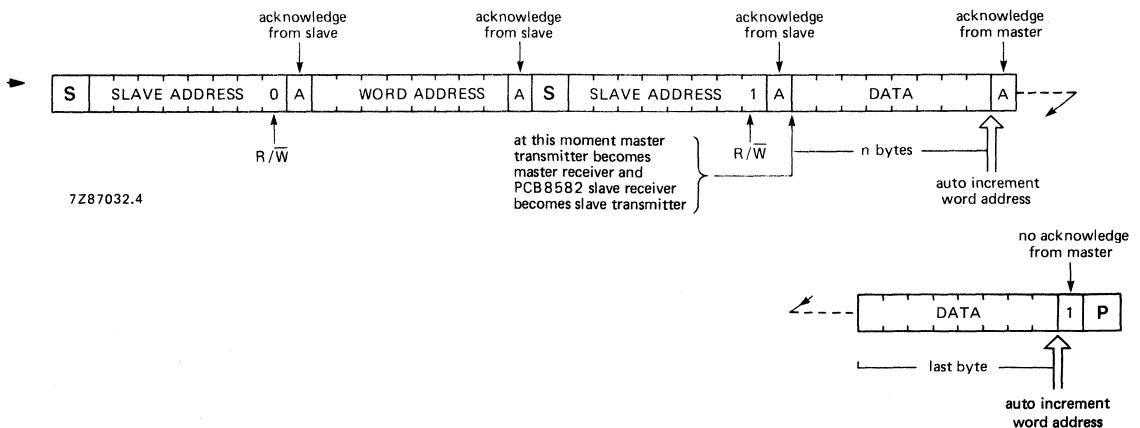 acknowledge
from slave
acknowledge
from slave
acknowledge
from slave
acknowledge
from master
S SLAVE ADDRESS 0 A WORD ADDRESS A S SLAVE ADDRESS 1 A DATA A
R/W̅
at this moment master
transmitter becomes
master receiver and
PCB8582 slave receiver
becomes slave transmitter
R/W̅
n bytes
auto increment
word address
7Z87032.4
no acknowledge
from master
DATA 1 P
last byte
auto increment
word address